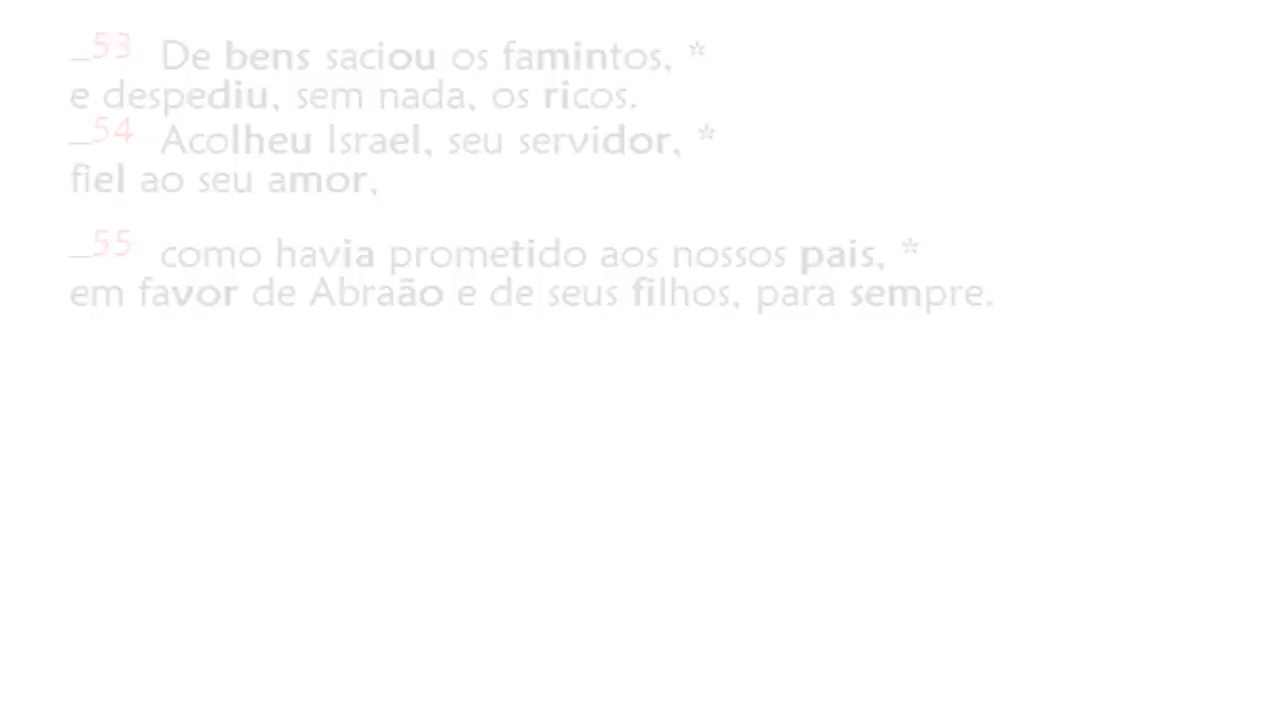 –53 De bens saciou os famintos, *
e despediu, sem nada, os ricos.
–54 Acolheu Israel, seu servidor, *
fiel ao seu amor,
–55 como havia prometido aos nossos pais, *
em favor de Abraão e de seus filhos, para sempre.